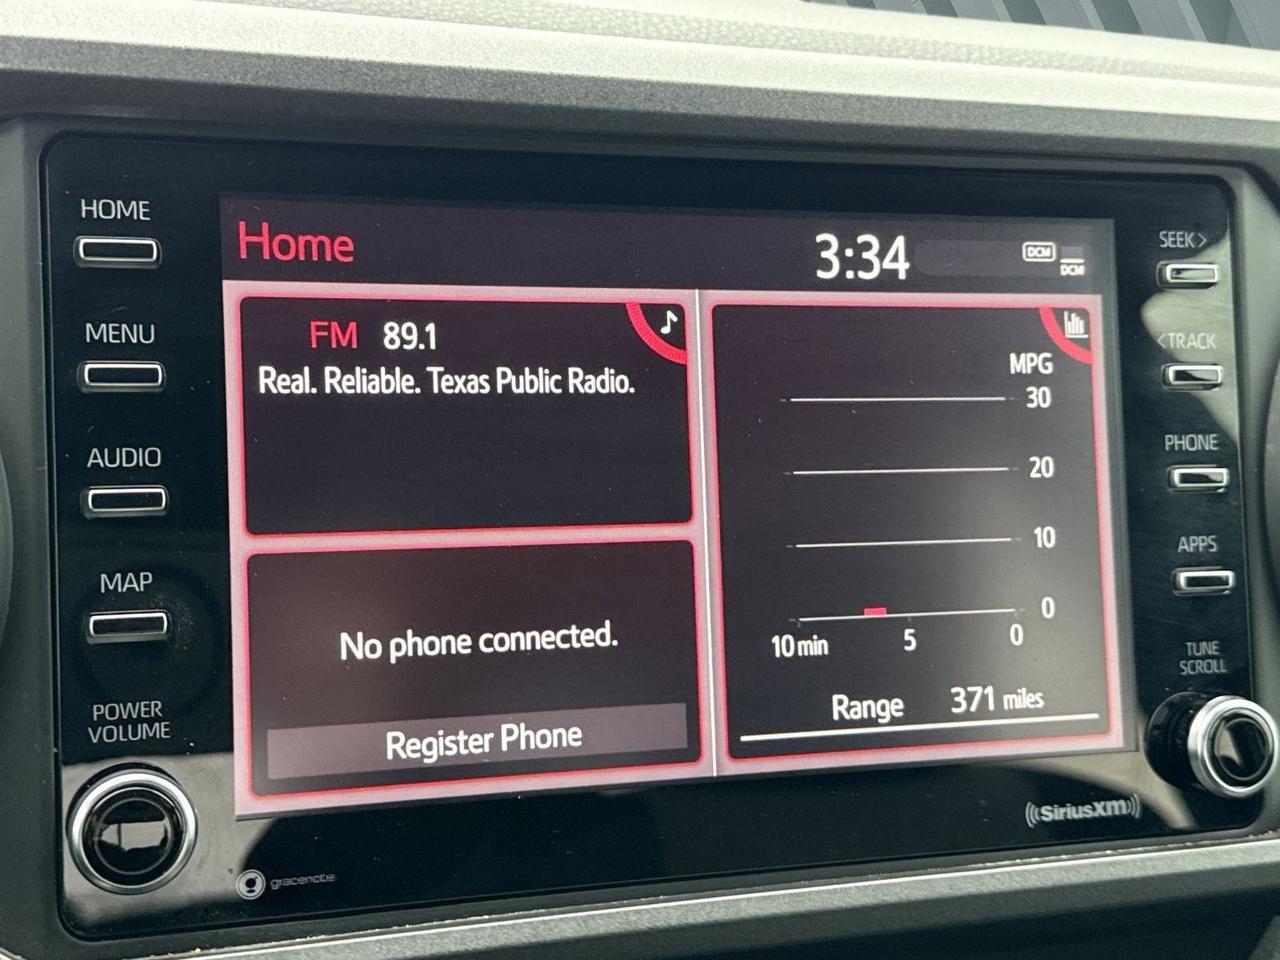 HOME
MENU
AUDIO
MAP
POWER
VOLUME
Home
3:34
DCM
DCM
FM 89.1
Real. Reliable. Texas Public Radio.
No phone connected.
Register Phone
MPG
30
20
10
0
10 min 5 0
Range 371 miles
SEEK>
<TRACK
PHONE
APPS
TUNE
SCROLL
gracenote
((SiriusXM))